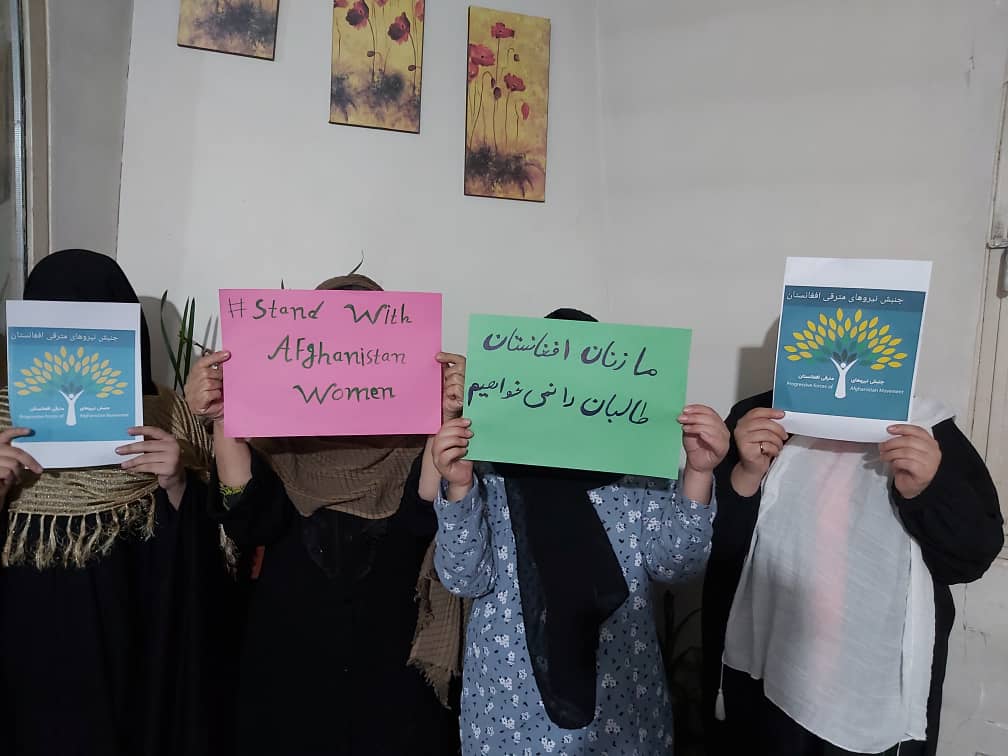 جنبش نیروهای مترقی افغانستان
جنبش نیروهای
مترقی افغانستان
Progressive Forces of
Afghanistan Movement
# Stand With
Afghanistan
Women
ما زنان افغانستان
طالبان را نمی خواهیم
جنبش نیروهای مترقی افغانستان
جنبش نیروهای
مترقی افغانستان
Progressive Forces of
Afghanistan Movement